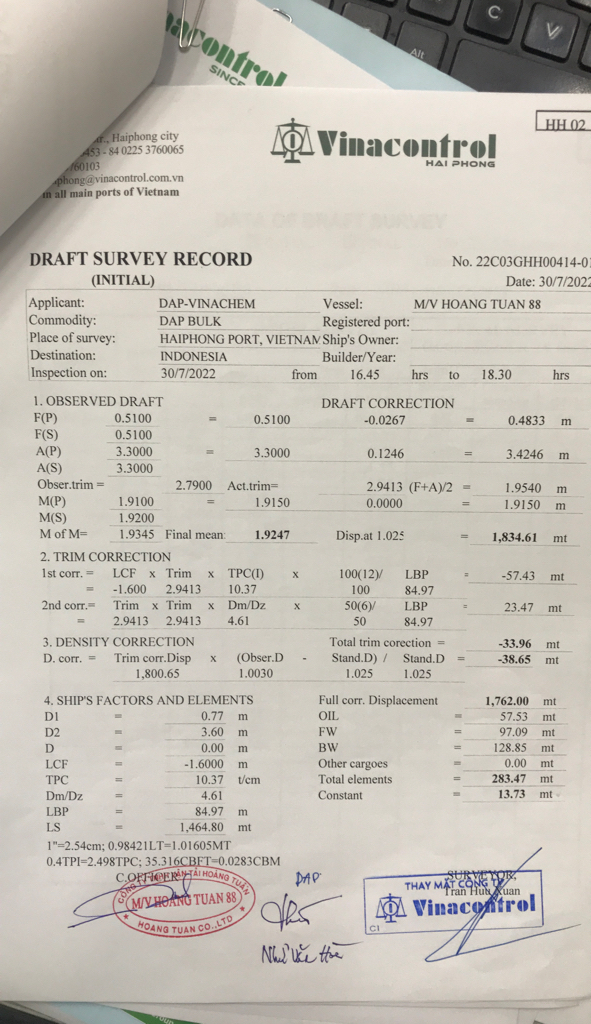 C
V
Alt
nacontrol
SINCE
HH 02
Haiphong city
453 - 84 0225 3760065
760103
phong@vinacontrol.com.vn
in all main ports of Vietnam
Vinacontrol
HAI PHONG
DRAFT SURVEY RECORD
(INITIAL)
No. 22C03GHH00414-01
Date: 30/7/2022
Applicant: DAP-VINACHEM Vessel: M/V HOANG TUAN 88
Commodity: DAP BULK Registered port:
Place of survey: HAIPHONG PORT, VIETNAM Ship's Owner:
Destination: INDONESIA Builder/Year:
Inspection on: 30/7/2022 from 16.45 hrs to 18.30 hrs
1. OBSERVED DRAFT DRAFT CORRECTION
F(P) 0.5100 = 0.5100 -0.0267 = 0.4833 m
F(S) 0.5100
A(P) 3.3000 = 3.3000 0.1246 = 3.4246 m
A(S) 3.3000
Obser.trim = 2.7900 Act.trim= 2.9413 (F+A)/2 = 1.9540 m
M(P) 1.9100 = 1.9150 0.0000 = 1.9150 m
M(S) 1.9200
M of M= 1.9345 Final mean: 1.9247 Disp.at 1.025 = 1,834.61 mt
2. TRIM CORRECTION
1st corr. = LCF x Trim x TPC(I) x 100(12)/ LBP = -57.43 mt
= -1.600 2.9413 10.37 100 84.97
2nd corr.= Trim x Trim x Dm/Dz x 50(6)/ LBP = 23.47 mt
= 2.9413 2.9413 4.61 50 84.97
3. DENSITY CORRECTION Total trim corection = -33.96 mt
D. corr. = Trim corr.Disp x (Obser.D - Stand.D) / Stand.D = -38.65 mt
1,800.65 1.0030 1.025 1.025
4. SHIP'S FACTORS AND ELEMENTS Full corr. Displacement 1,762.00 mt
D1 = 0.77 m OIL = 57.53 mt
D2 = 3.60 m FW = 97.09 mt
D = 0.00 m BW = 128.85 mt
LCF = -1.6000 m Other cargoes = 0.00 mt
TPC = 10.37 t/cm Total elements = 283.47 mt
Dm/Dz = 4.61 Constant = 13.73 mt
LBP = 84.97 m
LS = 1,464.80 mt
1"=2.54cm; 0.98421LT=1.01605MT
0.4TPI=2.498TPC; 35.316CBFT=0.0283CBM
C.OFFICER
VẬN TẢI HOÀNG TUẤN
M/V HOANG TUAN 88
HOANG TUAN CO.,LTD
DAP
Như Văn Hoà
SURVEYOR
THAY MẶT CÔNG TY
Tran Huu Xuan
Vinacontrol
CI